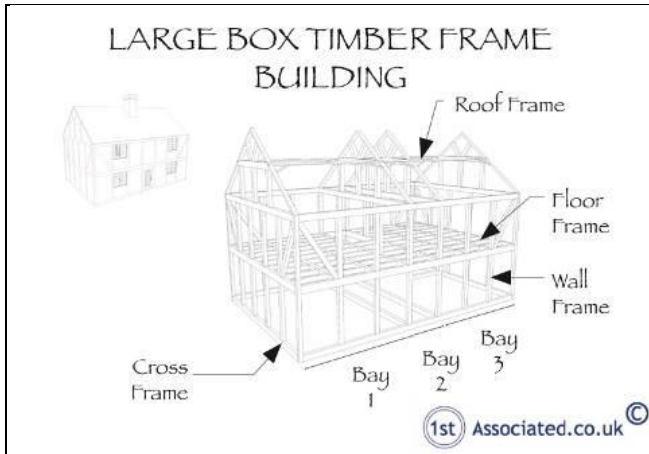 LARGE BOX TIMBER FRAME
BUILDING
Roof Frame
Floor
Frame
Wall
Frame
Cross
Frame
Bay
1
Bay
2
Bay
3
1st Associated.co.uk ©